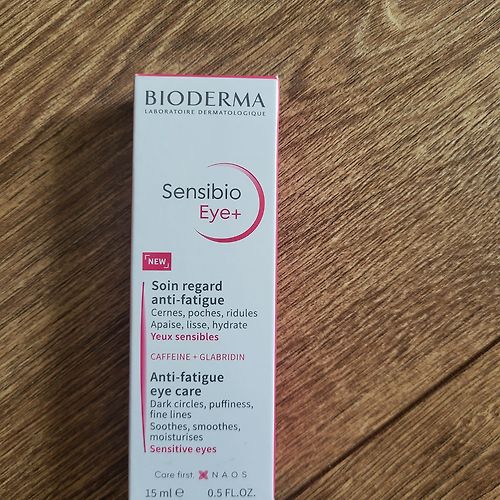 BIODERMA
LABORATOIRE DERMATOLOGIQUE
Sensibio
Eye+
NEW
Soin regard
anti-fatigue
Cernes, poches, ridules
Apaise, lisse, hydrate
Yeux sensibles
CAFFEINE + GLABRIDIN
Anti-fatigue
eye care
Dark circles, puffiness,
fine lines
Soothes, smoothes,
moisturises
Sensitive eyes
Care first. NAOS
15 ml ℮ 0.5 FL.OZ.